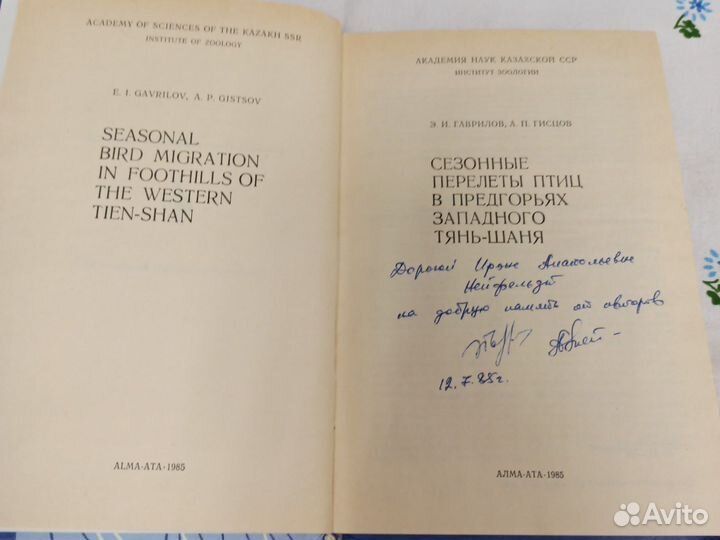 ACADEMY OF SCIENCES OF THE KAZAKH SSR
INSTITUTE OF ZOOLOGY
E. I. GAVRILOV, A. P. GISTSOV
SEASONAL
BIRD MIGRATION
IN FOOTHILLS OF
THE WESTERN
TIEN-SHAN
ALMA-ATA-1985
АКАДЕМИЯ НАУК КАЗАХСКОЙ ССР
ИНСТИТУТ ЗООЛОГИИ
Э. И. ГАВРИЛОВ, А. П. ГИСЦОВ
СЕЗОННЫЕ
ПЕРЕЛЕТЫ ПТИЦ
В ПРЕДГОРЬЯХ
ЗАПАДНОГО
ТЯНЬ-ШАНЯ
Дорогой Ирэне Анатольевне
Нейфельдт
на добрую память от авторов
12.7.85г.
АЛМА-АТА-1985
Avito